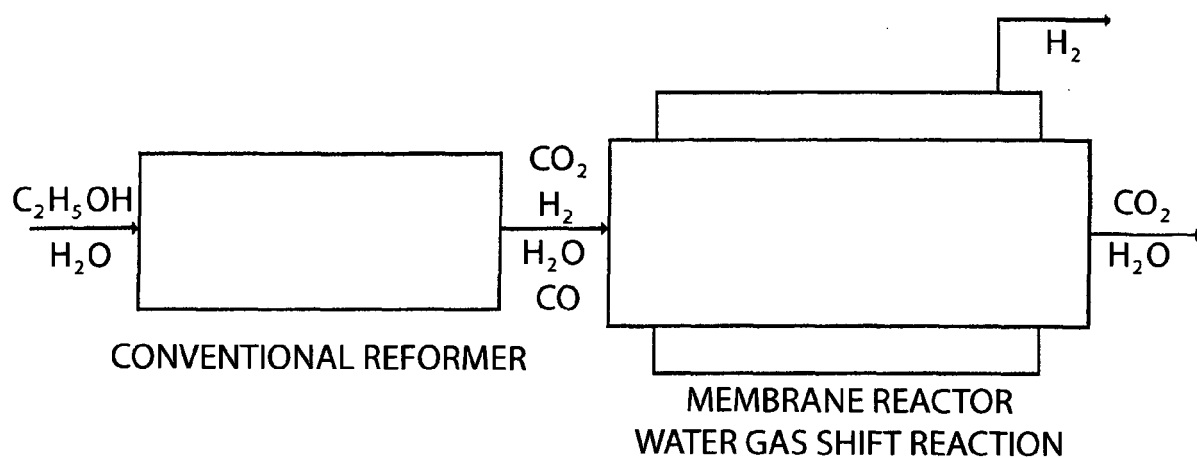 H₂
C₂H₅OH
H₂O
CO₂
H₂
H₂O
CO
CO₂
H₂O
CONVENTIONAL REFORMER
MEMBRANE REACTOR
WATER GAS SHIFT REACTION